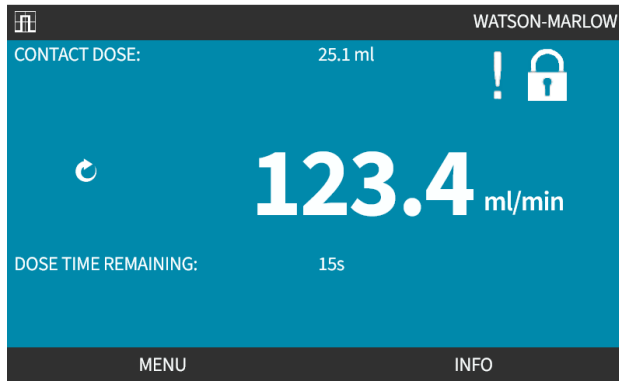 WATSON-MARLOW
CONTACT DOSE: 25.1 ml
!
123.4 ml/min
DOSE TIME REMAINING: 15s
MENU INFO